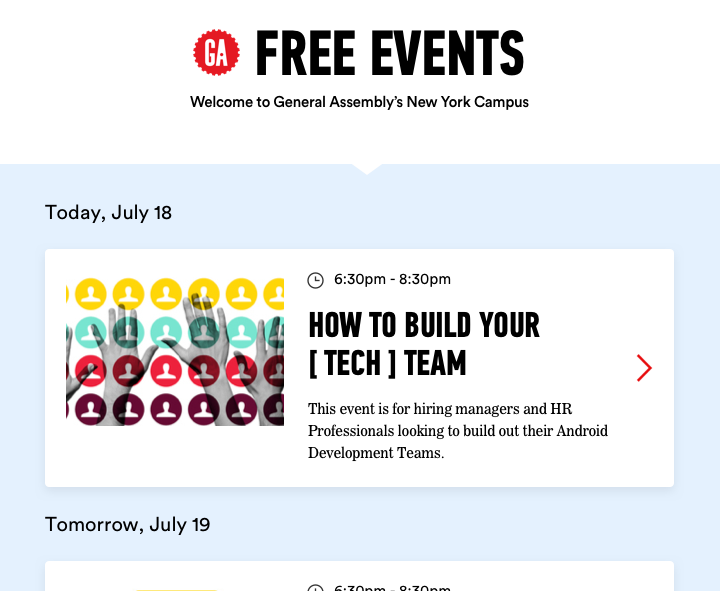 GA FREE EVENTS
Welcome to General Assembly’s New York Campus
Today, July 18
6:30pm - 8:30pm
HOW TO BUILD YOUR
[ TECH ] TEAM
This event is for hiring managers and HR
Professionals looking to build out their Android
Development Teams.
Tomorrow, July 19
6:30pm - 8:30pm